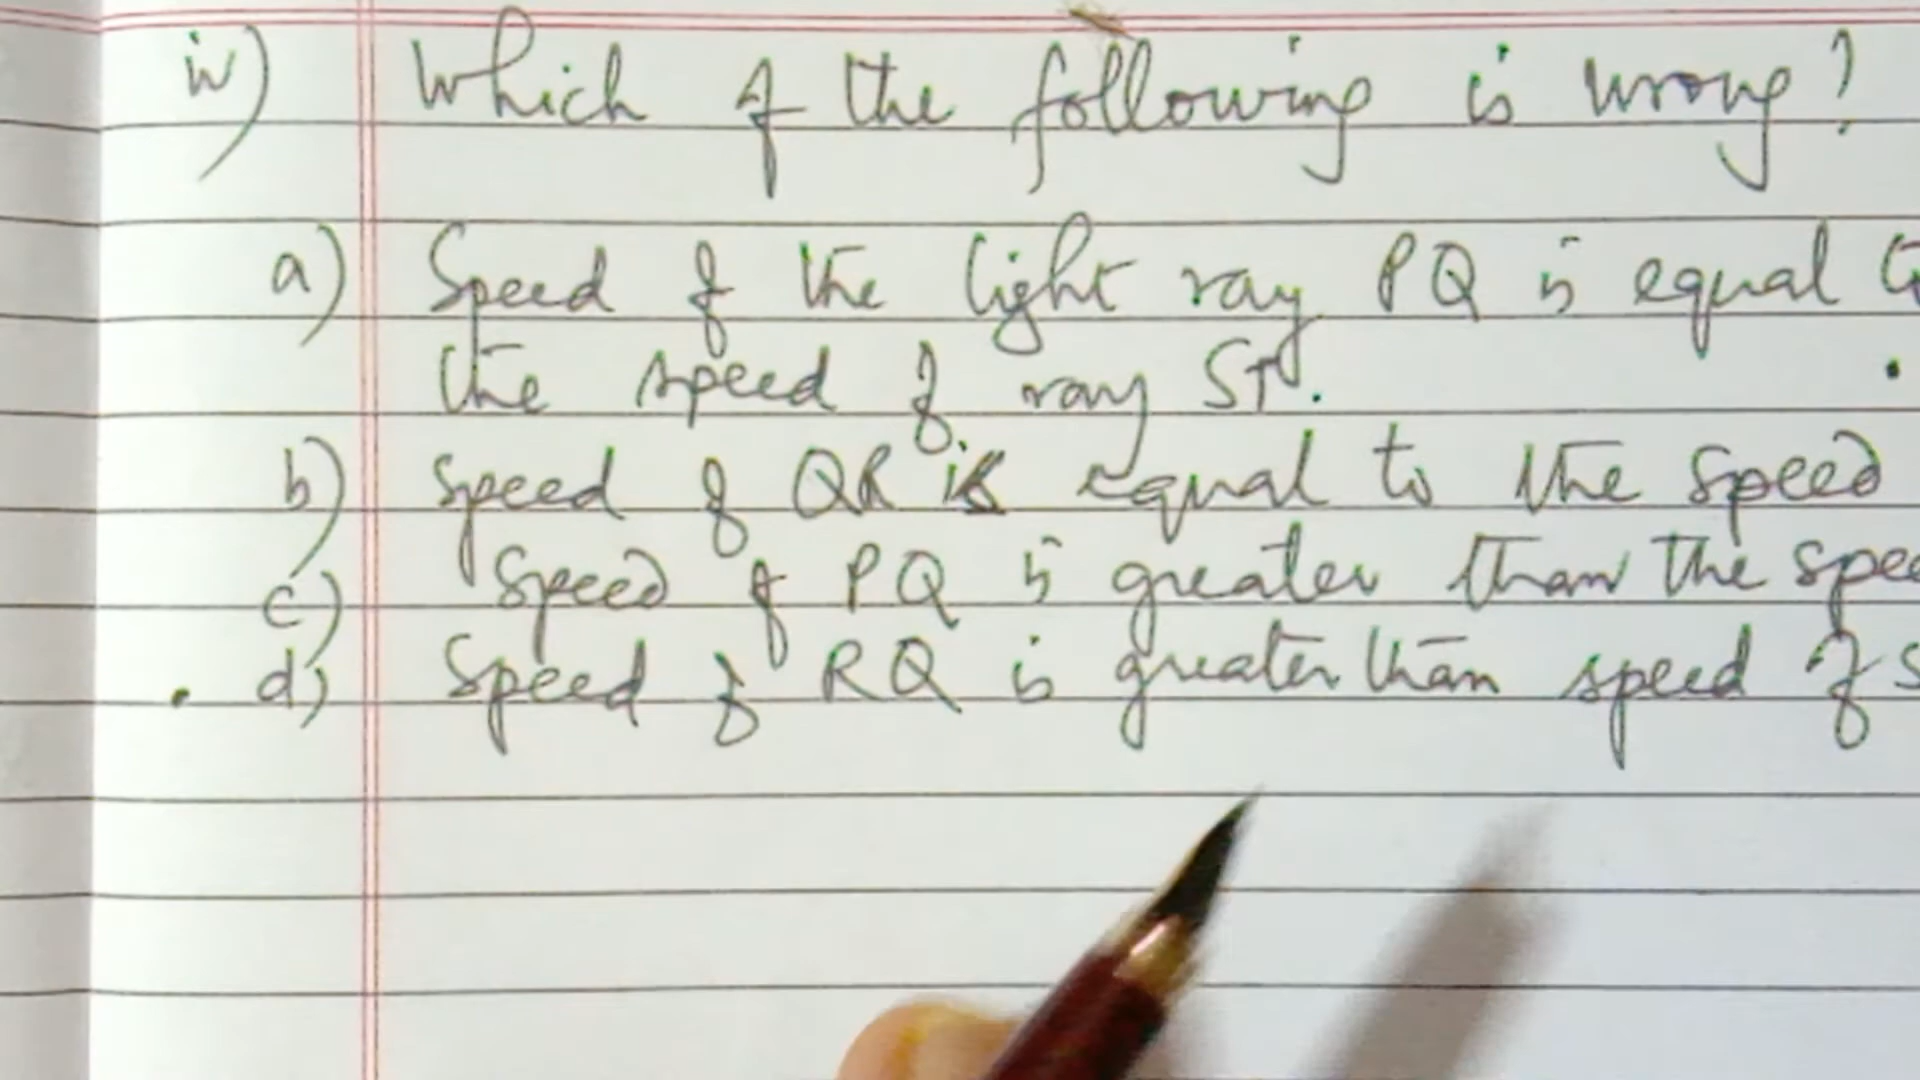 iv) Which of the following is wrong?
a) Speed of the light ray PQ is equal
the speed of ray ST.
b) Speed of QR is equal to the speed
c) Speed of PQ is greater than the spee
d) Speed of RQ is greater than speed of S